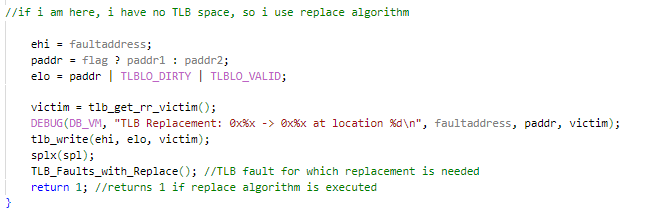 //if i am here, i have no TLB space, so i use replace algorithm
ehi = faultaddress;
paddr = flag ? paddr1 : paddr2;
elo = paddr | TLBLO_DIRTY | TLBLO_VALID;
victim = tlb_get_rr_victim();
DEBUG(DB_VM, "TLB Replacement: 0x%x -> 0x%x at location %d\n", faultaddress, paddr, victim);
tlb_write(ehi, elo, victim);
splx(spl);
TLB_Faults_with_Replace(); //TLB fault for which replacement is needed
return 1; //returns 1 if replace algorithm is executed
}